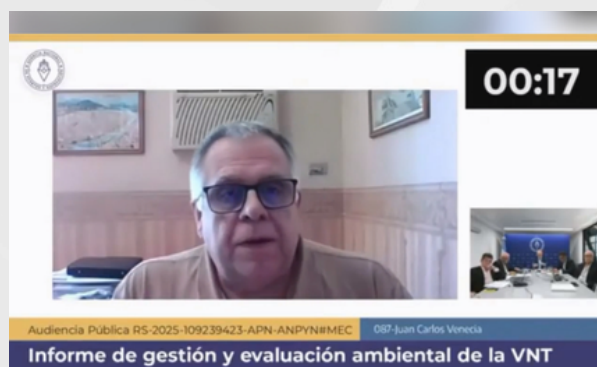 00:17
Audiencia Pública RS-2025-109239423-APN-ANPYN#MEC
087-Juan Carlos Venecia
Informe de gestión y evaluación ambiental de la VNT